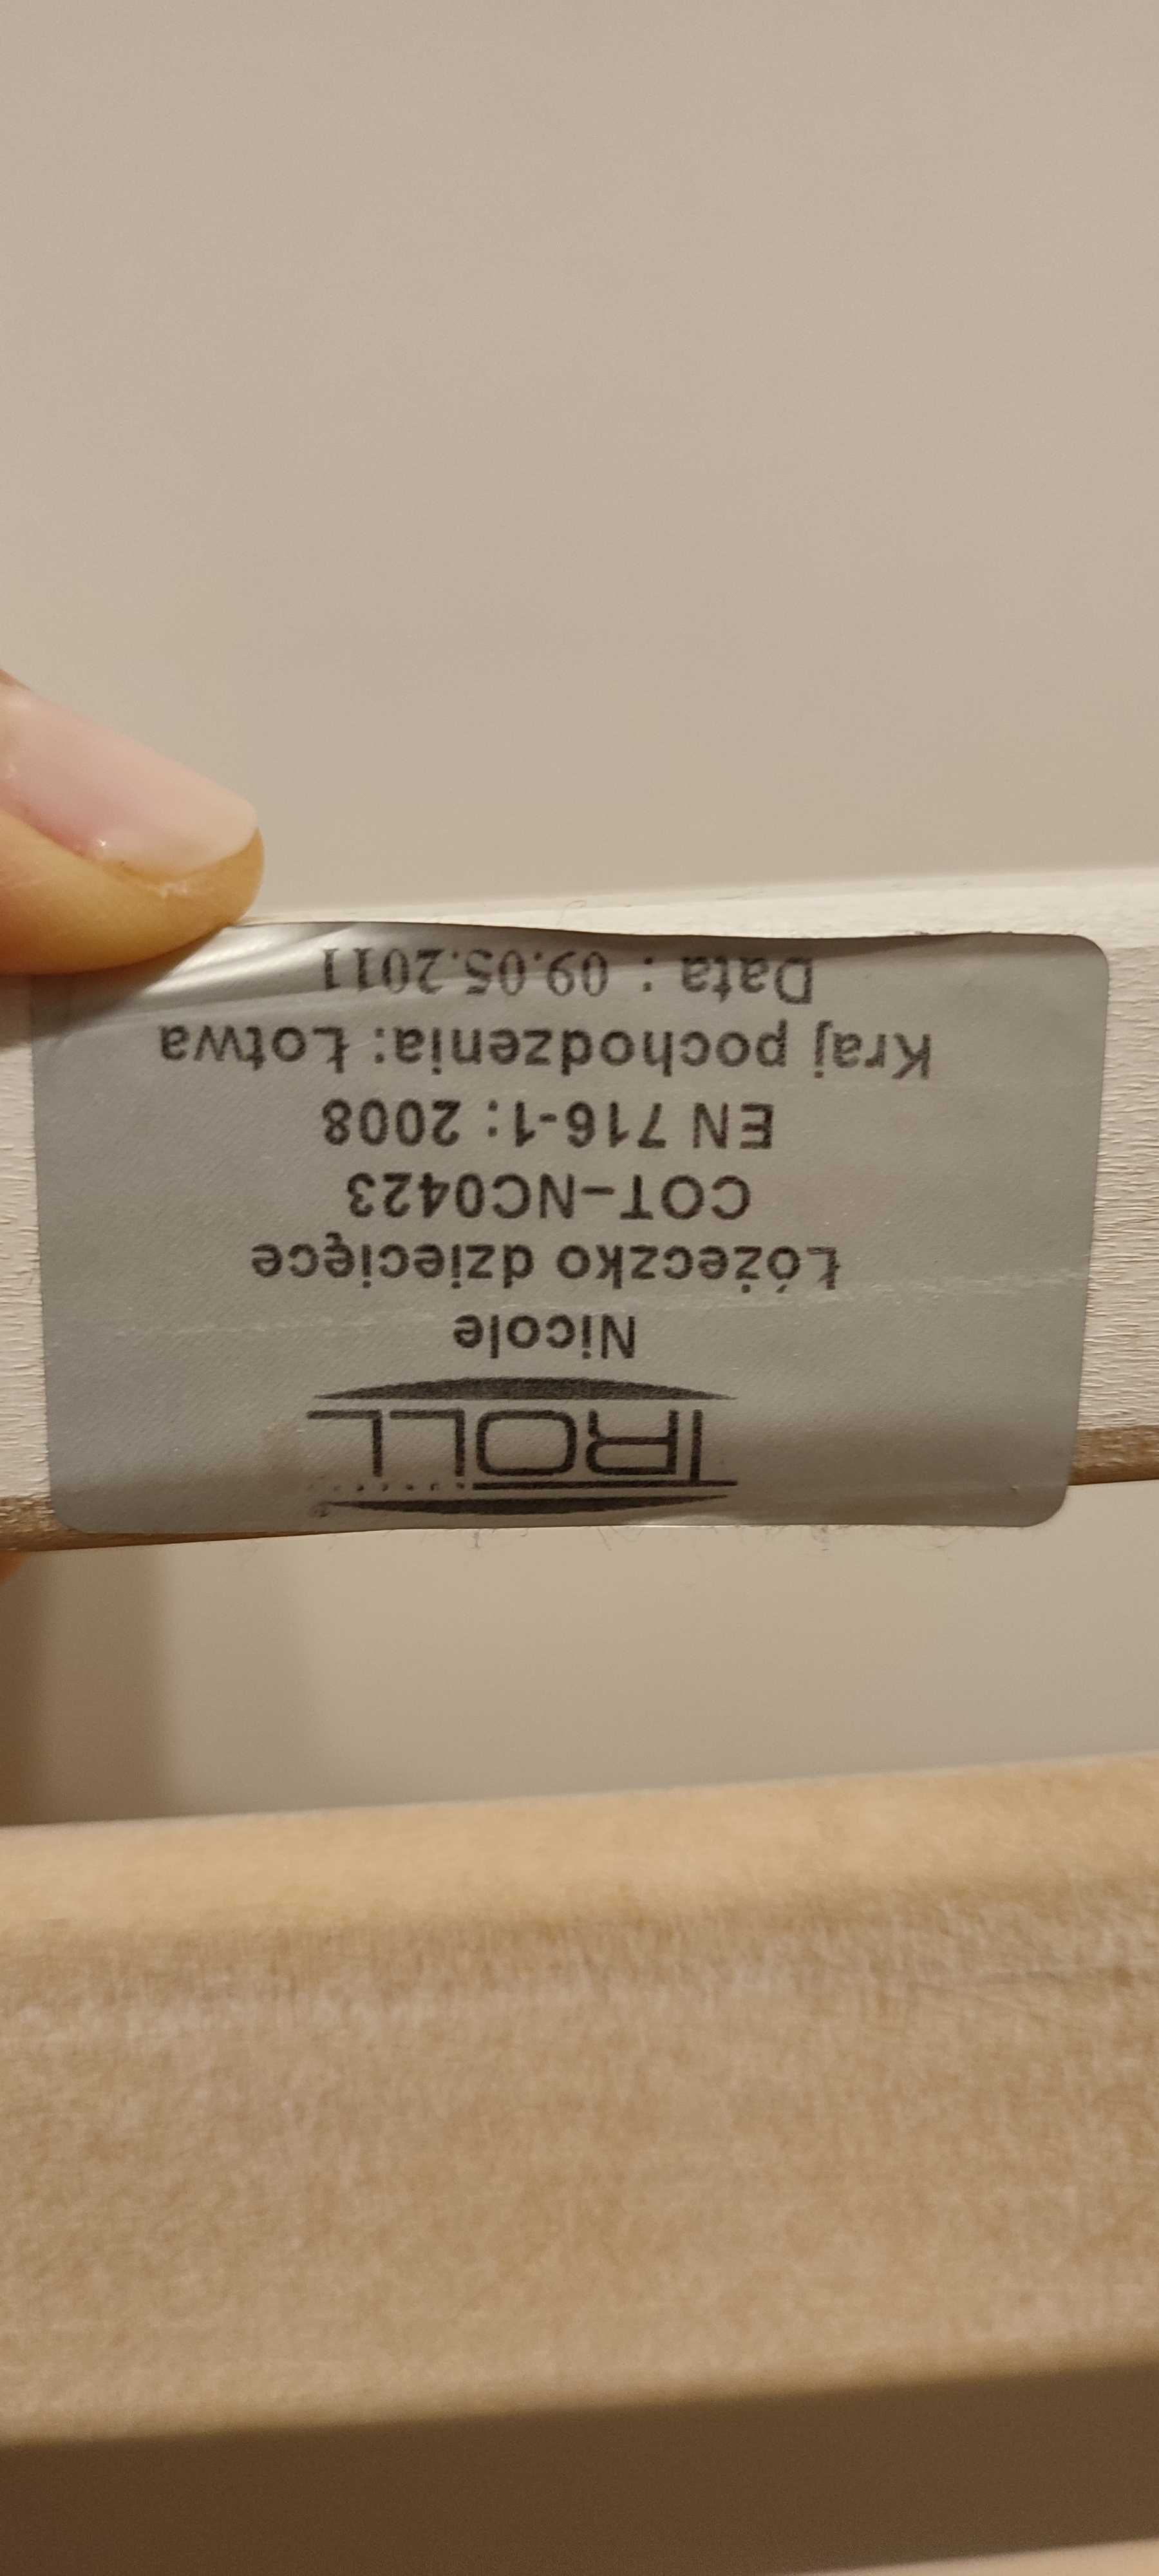 TROLL
Nicole
Łóżeczko dziecięce
COT-NC0423
EN 716-1: 2008
Kraj pochodzenia: Łotwa
Data : 09.05.2011